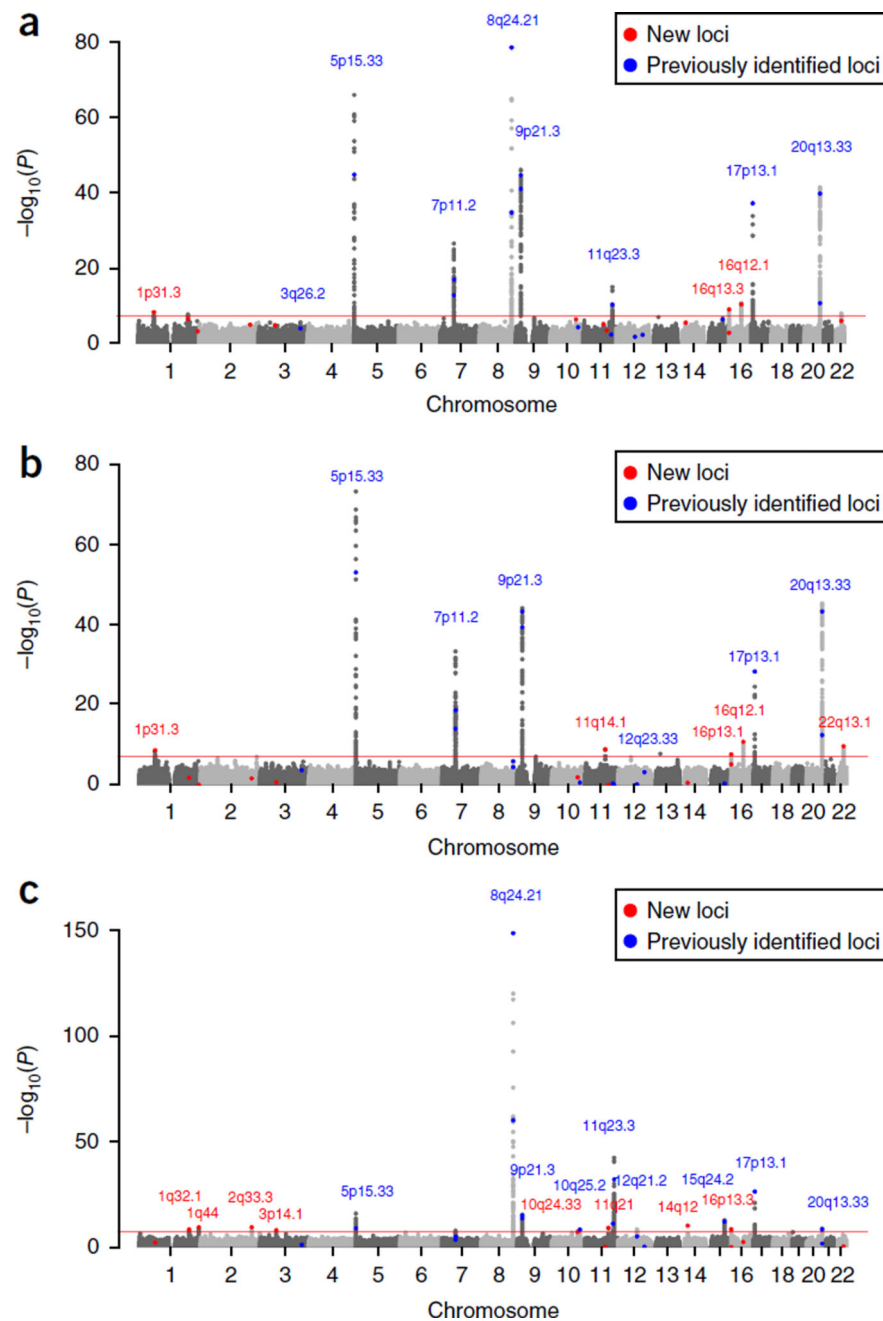 a
New loci
Previously identified loci
8q24.21
5p15.33
9p21.3
20q13.33
17p13.1
7p11.2
11q23.3
16q12.1
1p31.3
3q26.2
16q13.3
80
60
40
20
0
−log10(P)
1 2 3 4 5 6 7 8 9 10 11 12 13 14 16 18 20 22
Chromosome
b
New loci
Previously identified loci
5p15.33
9p21.3
20q13.33
7p11.2
17p13.1
16q12.1
1p31.3
11q14.1
12q23.33
16p13.1
22q13.1
80
60
40
20
0
−log10(P)
1 2 3 4 5 6 7 8 9 10 11 12 13 14 16 18 20 22
Chromosome
c
New loci
Previously identified loci
8q24.21
11q23.3
9p21.3
10q25.2
12q21.2
15q24.2
17p13.1
1q32.1
1q44
2q33.3
3p14.1
5p15.33
10q24.33
11q21
14q12
16p13.3
20q13.33
150
100
50
0
−log10(P)
1 2 3 4 5 6 7 8 9 10 11 12 13 14 16 18 20 22
Chromosome